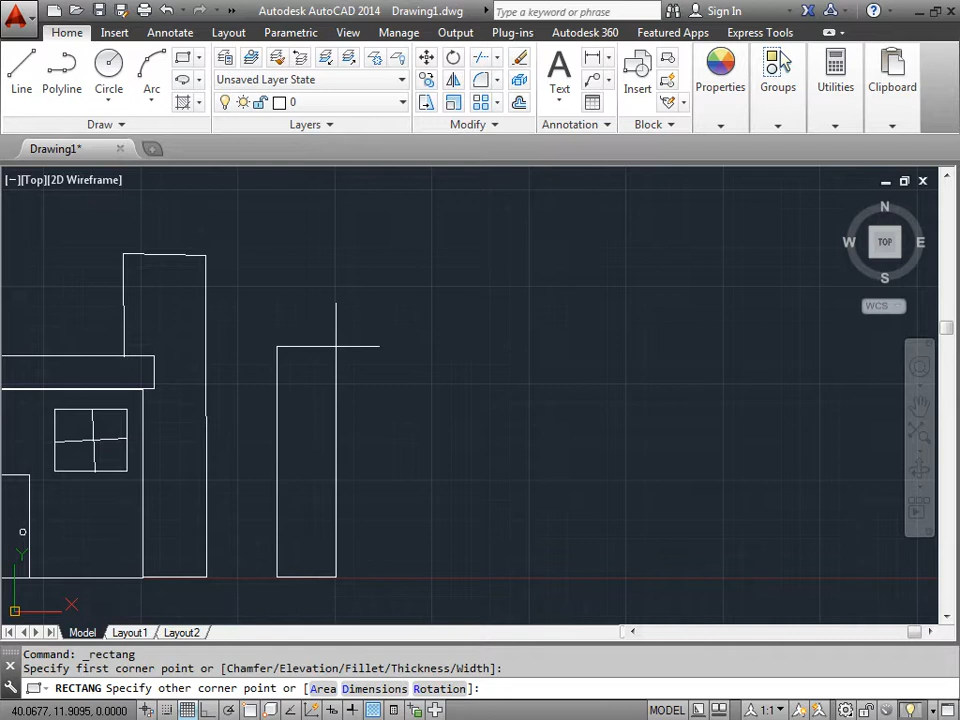 Autodesk AutoCAD 2014 Drawing1.dwg
Type a keyword or phrase
Sign In
Home Insert Annotate Layout Parametric View Manage Output Plug-ins Autodesk 360 Featured Apps Express Tools
Line Polyline Circle Arc
Unsaved Layer State
0
Text
Insert
Properties
Groups
Utilities
Clipboard
Draw Layers Modify Annotation Block
Drawing1*
[−][Top][2D Wireframe]
N
W TOP E
S
WCS
Y
X
Model Layout1 Layout2
Command: _rectang
Specify first corner point or [Chamfer/Elevation/Fillet/Thickness/Width]:
RECTANG Specify other corner point or [Area Dimensions Rotation]:
40.0677, 11.9095, 0.0000
MODEL
1:1